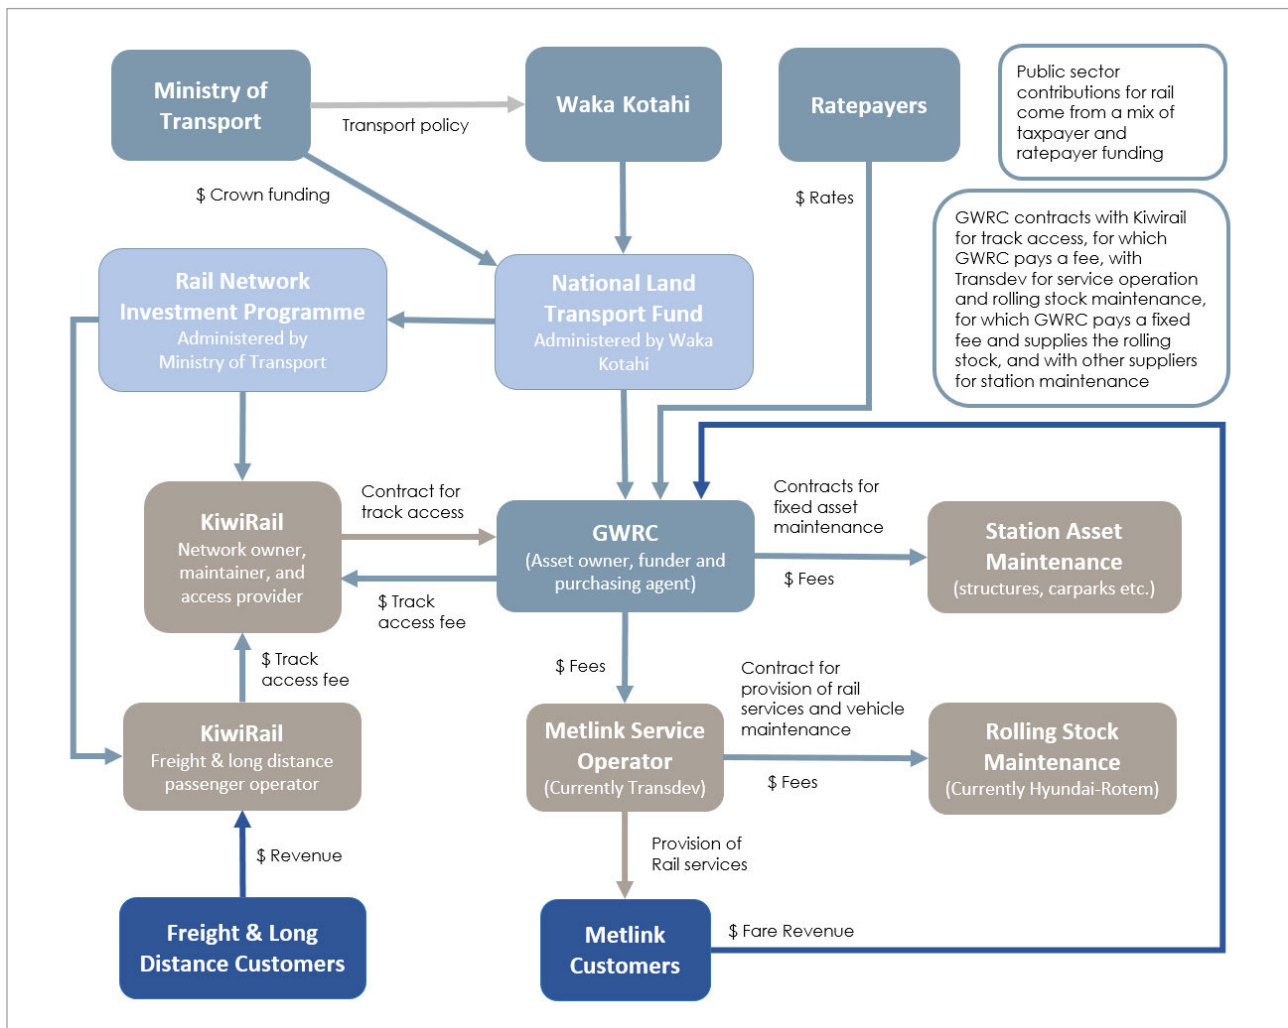 Ministry of
Transport
Transport policy
Waka Kotahi
Ratepayers
Public sector
contributions for rail
come from a mix of
taxpayer and
ratepayer funding
$ Crown funding
$ Rates
GWRC contracts with Kiwirail
for track access, for which
GWRC pays a fee, with
Transdev for service operation
and rolling stock maintenance,
for which GWRC pays a fixed
fee and supplies the rolling
stock, and with other suppliers
for station maintenance
Rail Network
Investment Programme
Administered by
Ministry of Transport
National Land
Transport Fund
Administered by Waka
Kotahi
KiwiRail
Network owner,
maintainer, and
access provider
Contract for
track access
$ Track
access fee
GWRC
(Asset owner, funder and
purchasing agent)
Contracts for
fixed asset
maintenance
$ Fees
Station Asset
Maintenance
(structures, carparks etc.)
$ Track
access fee
$ Fees
Contract for
provision of rail
services and vehicle
maintenance
$ Fees
KiwiRail
Freight & long distance
passenger operator
Metlink Service
Operator
(Currently Transdev)
Rolling Stock
Maintenance
(Currently Hyundai-Rotem)
$ Revenue
Provision of
Rail services
Freight & Long
Distance Customers
Metlink
Customers
$ Fare Revenue